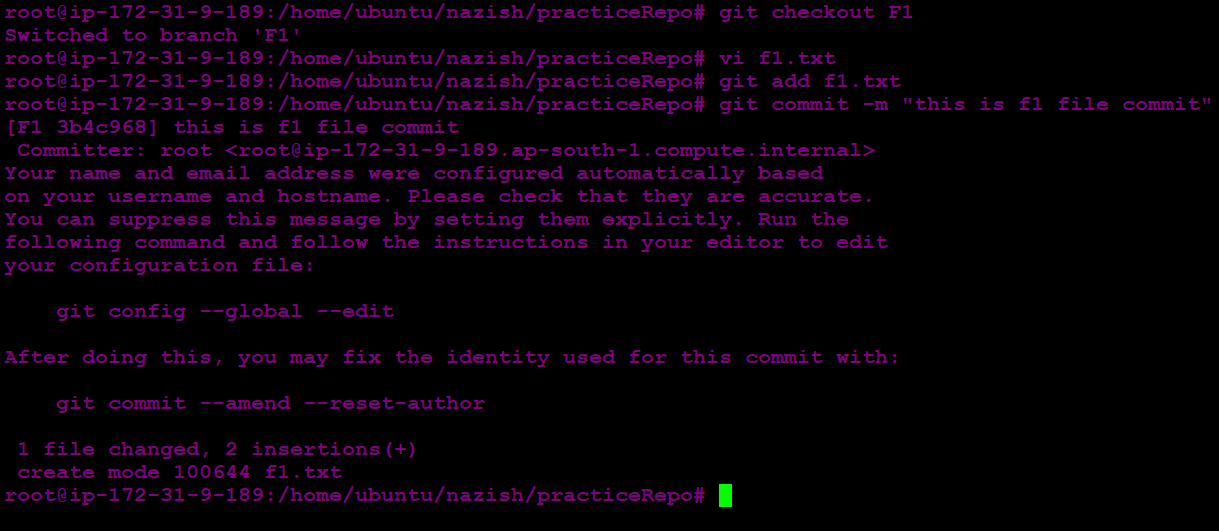 root@ip-172-31-9-189:/home/ubuntu/nazish/practiceRepo# git checkout F1
Switched to branch 'F1'
root@ip-172-31-9-189:/home/ubuntu/nazish/practiceRepo# vi f1.txt
root@ip-172-31-9-189:/home/ubuntu/nazish/practiceRepo# git add f1.txt
root@ip-172-31-9-189:/home/ubuntu/nazish/practiceRepo# git commit -m "this is f1 file commit"
[F1 3b4c968] this is f1 file commit
 Committer: root <root@ip-172-31-9-189.ap-south-1.compute.internal>
Your name and email address were configured automatically based
on your username and hostname. Please check that they are accurate.
You can suppress this message by setting them explicitly. Run the
following command and follow the instructions in your editor to edit
your configuration file:

    git config --global --edit

After doing this, you may fix the identity used for this commit with:

    git commit --amend --reset-author

 1 file changed, 2 insertions(+)
 create mode 100644 f1.txt
root@ip-172-31-9-189:/home/ubuntu/nazish/practiceRepo#